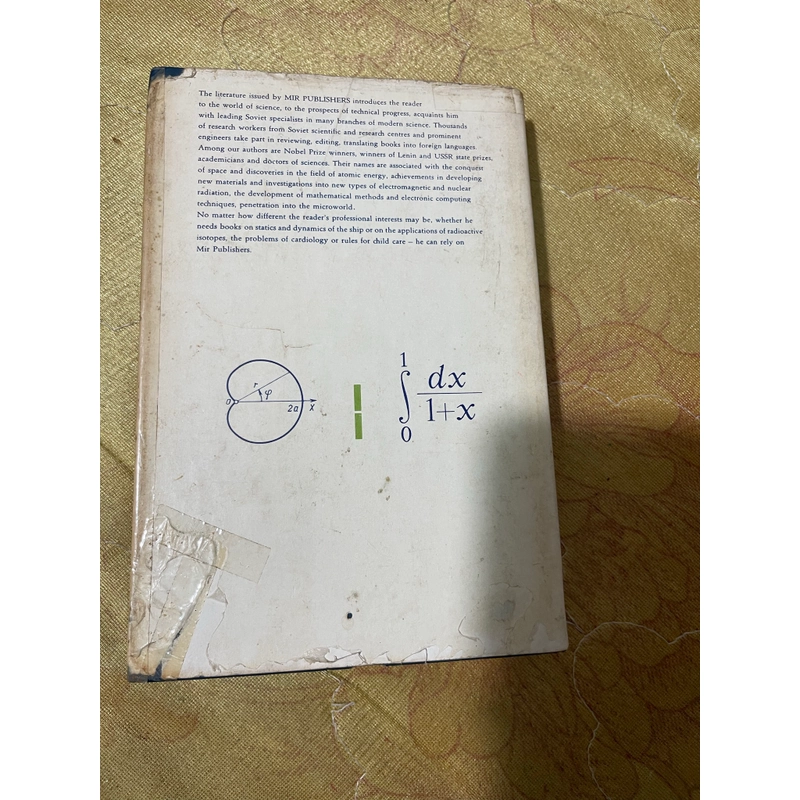 The literature issued by MIR PUBLISHERS introduces the reader
to the world of science, to the prospects of technical progress, acquaints him
with leading Soviet specialists in many branches of modern science. Thousands
of research workers from Soviet scientific and research centres and prominent
engineers take part in reviewing, editing, translating books into foreign languages.
Among our authors are Nobel Prize winners, winners of Lenin and USSR state prizes,
academicians and doctors of sciences. Their names are associated with the conquest
of space and discoveries in the field of atomic energy, achievements in developing
new materials and investigations into new types of electromagnetic and nuclear
radiation, the development of mathematical methods and electronic computing
techniques, penetration into the microworld.
No matter how different the reader's professional interests may be, whether he
needs books on statics and dynamics of the ship or on the applications of radioactive
isotopes, the problems of cardiology or rules for child care – he can rely on
Mir Publishers.
0 r φ 2a x
∫₀¹ dx/(1+x)